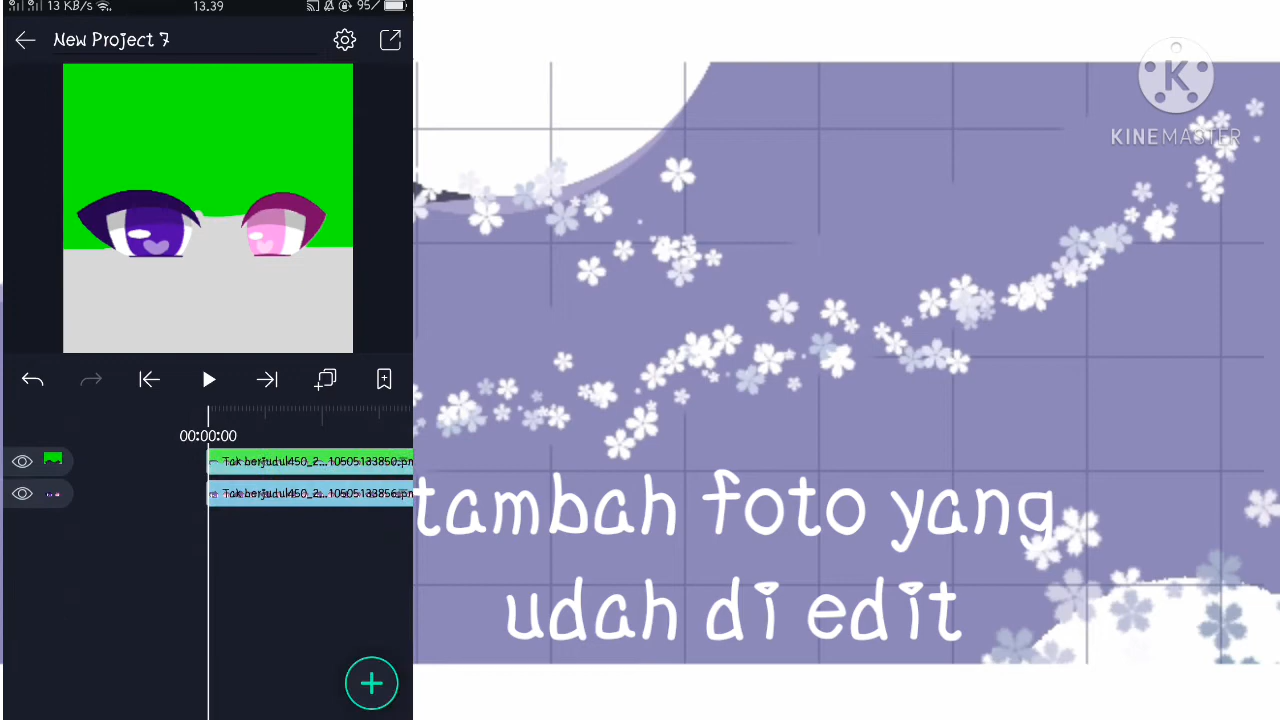 13 KB/s
13.39
95
New Project 7
KINEMASTER
00:00:00
Tak berjudul450_2...10505133850.pn
Tak berjudul450_2...10505133856.pn
tambah foto yang
udah di edit